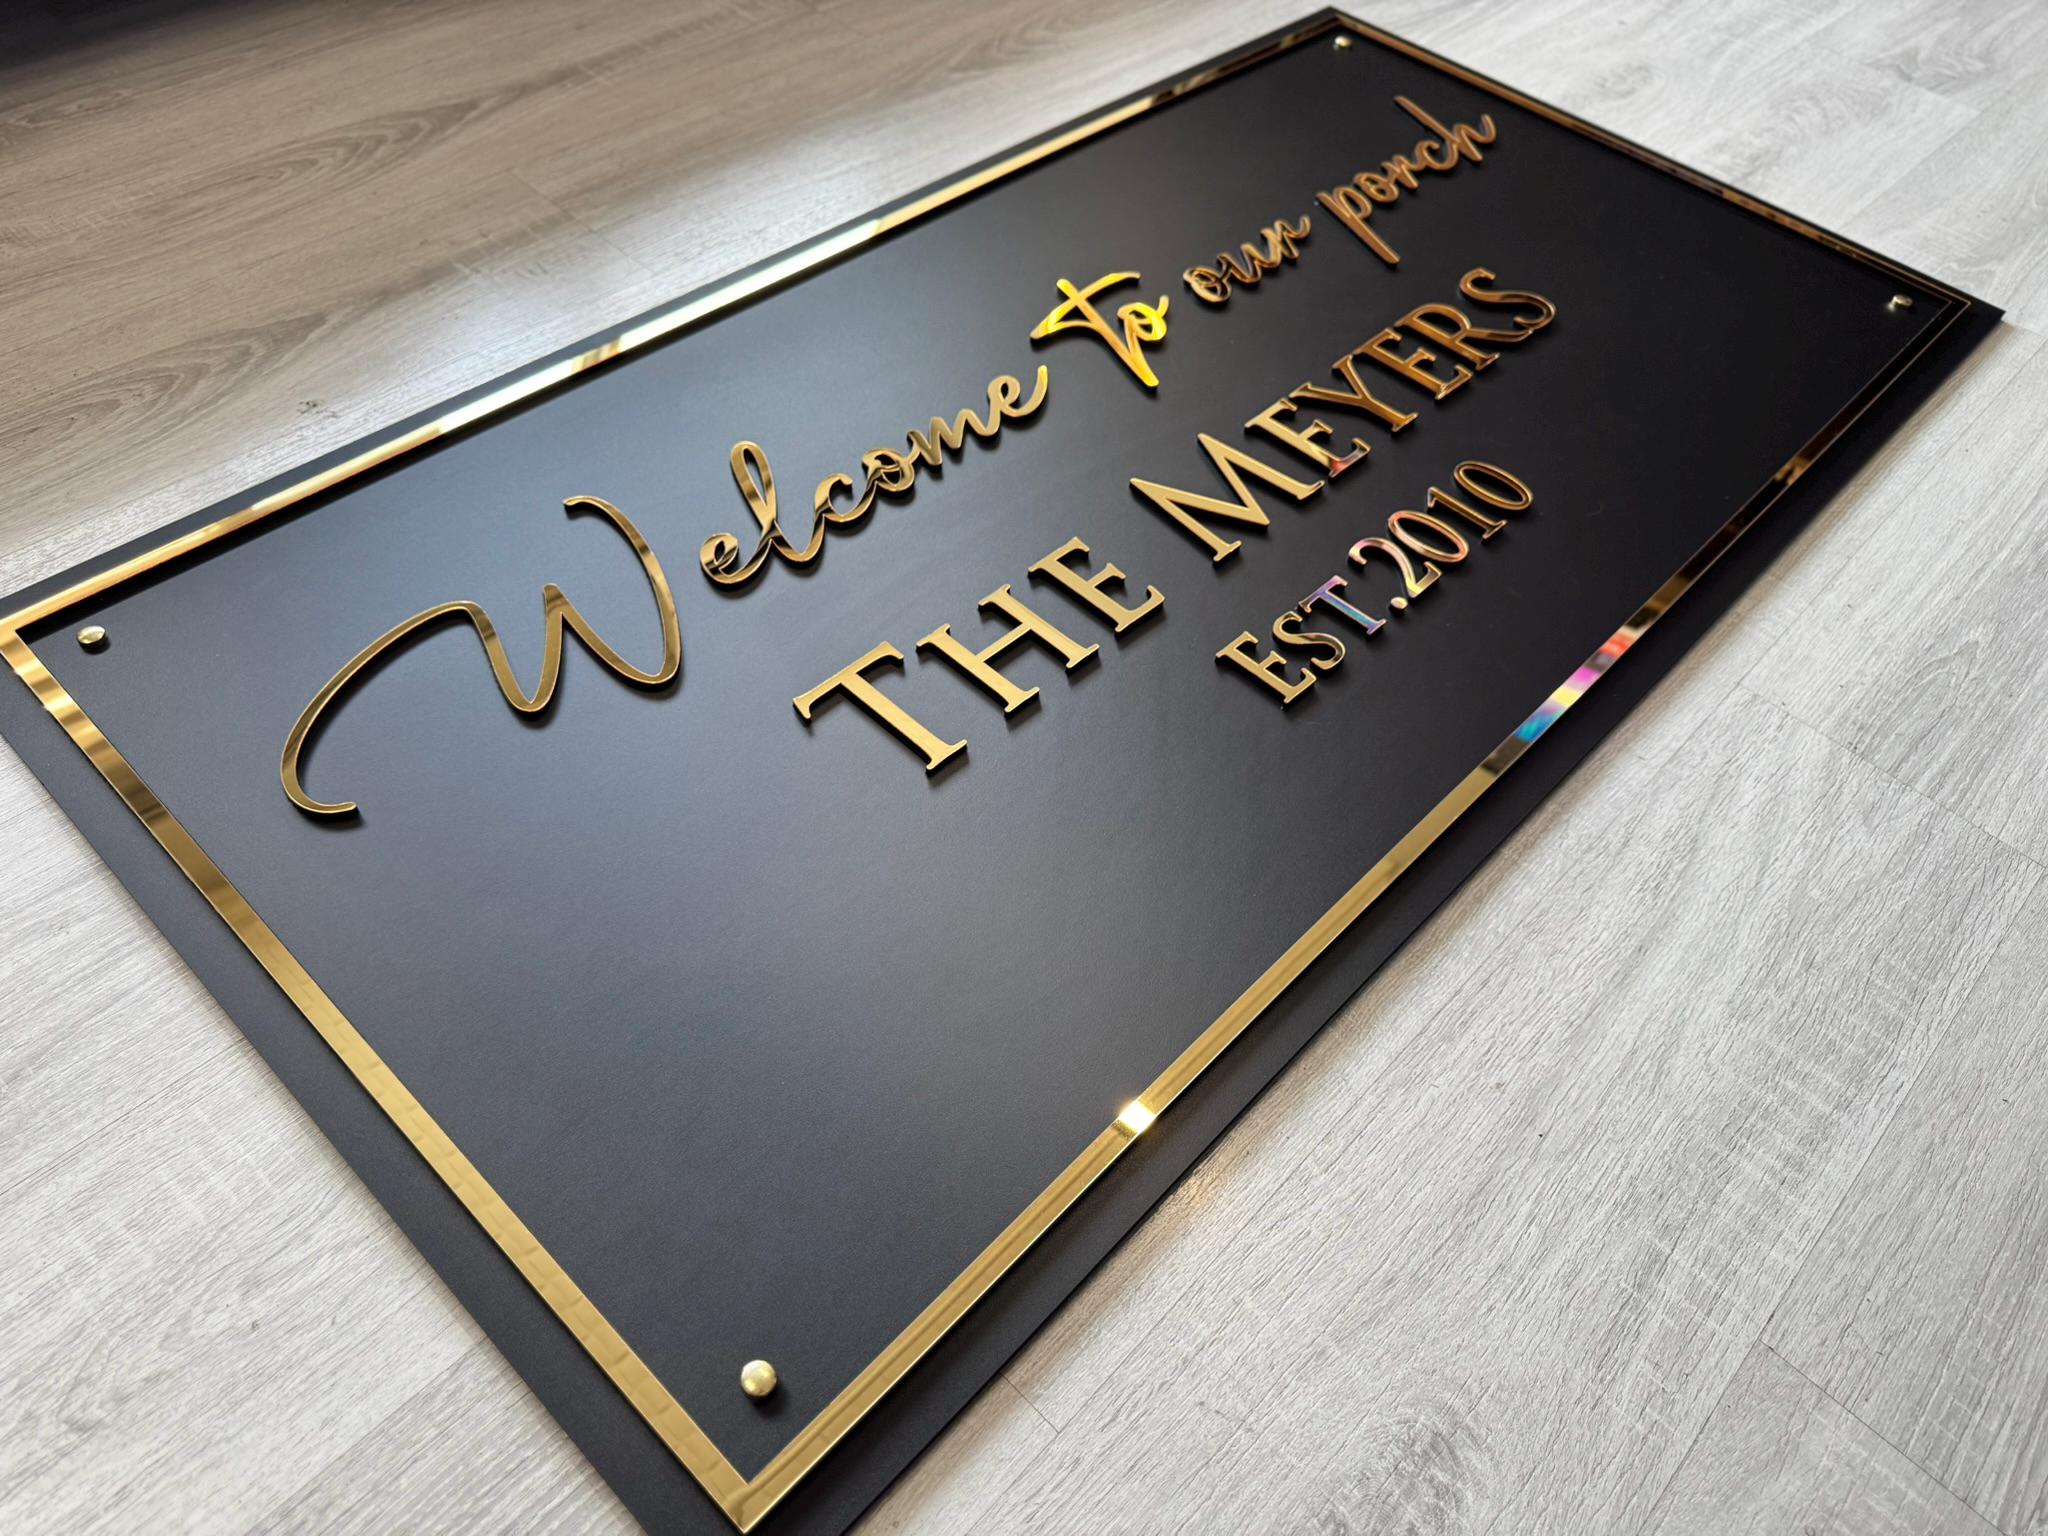 Welcome To our porch
THE MEYERS
EST.2010